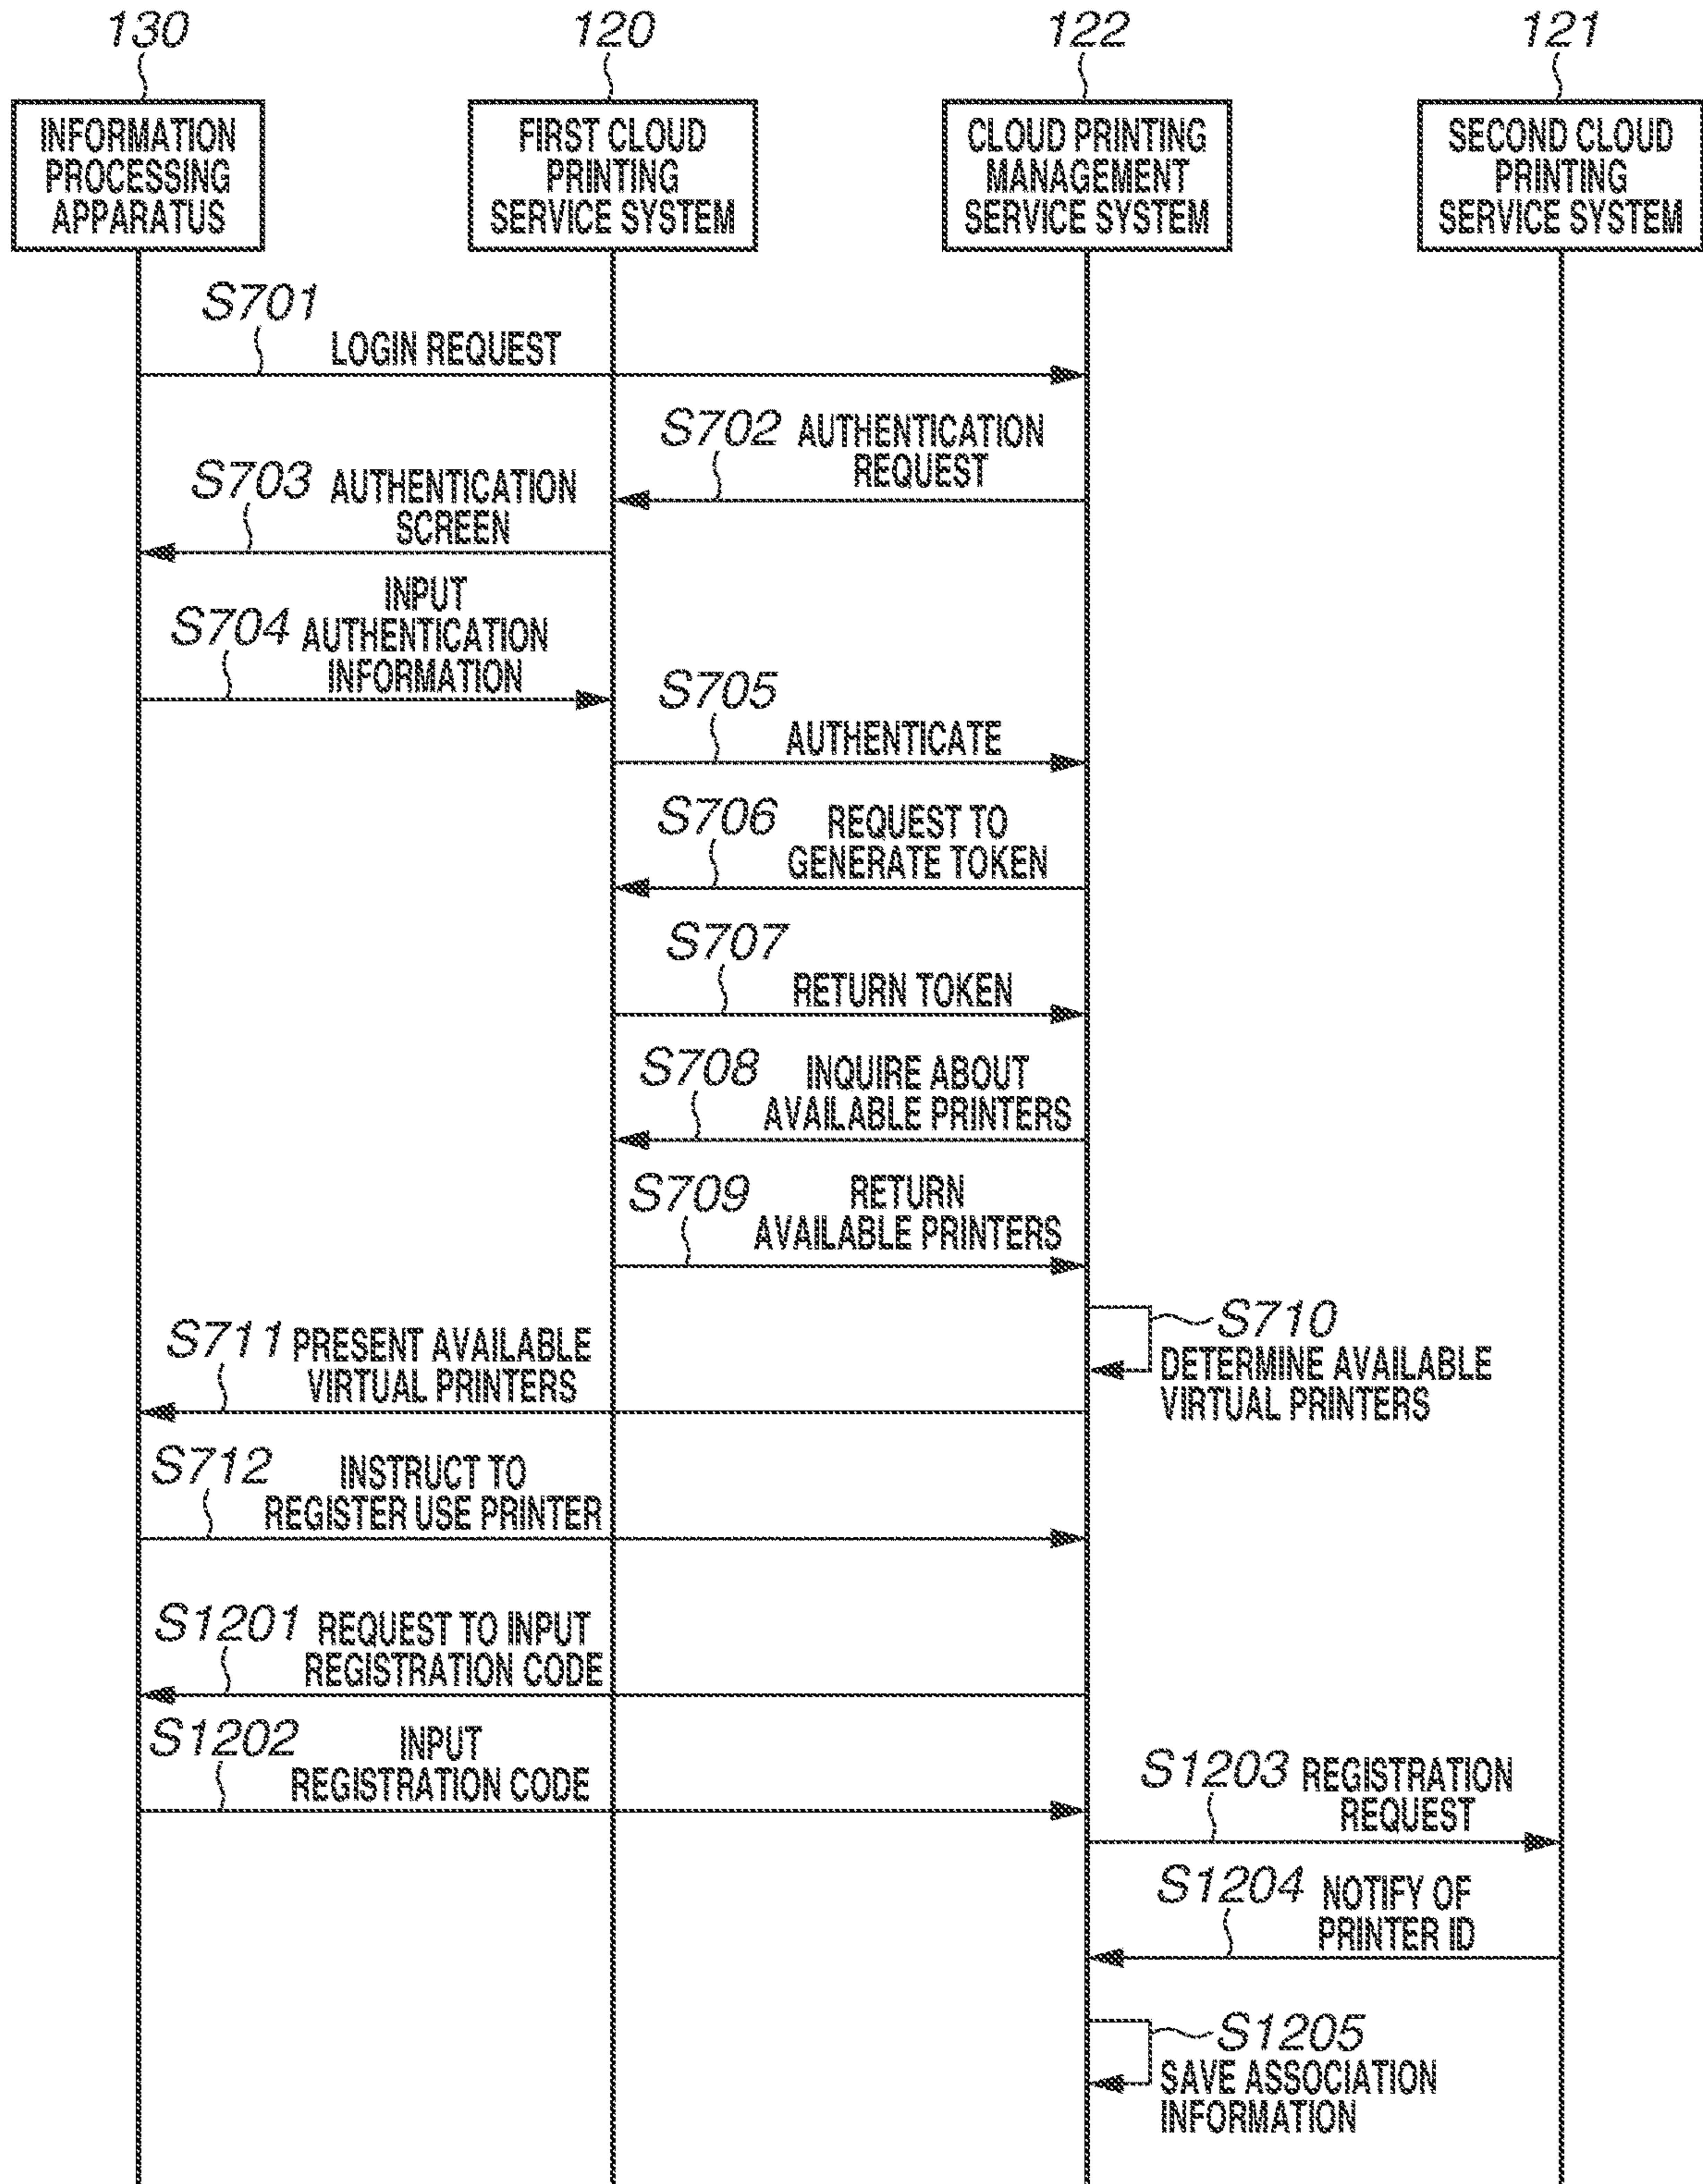 130
120
122
121
INFORMATION
PROCESSING
APPARATUS
FIRST CLOUD
PRINTING
SERVICE SYSTEM
CLOUD PRINTING
MANAGEMENT
SERVICE SYSTEM
SECOND CLOUD
PRINTING
SERVICE SYSTEM
S701
LOGIN REQUEST
S702
AUTHENTICATION
REQUEST
S703
AUTHENTICATION
SCREEN
S704
INPUT
AUTHENTICATION
INFORMATION
S705
AUTHENTICATE
S706
REQUEST TO
GENERATE TOKEN
S707
RETURN TOKEN
S708
INQUIRE ABOUT
AVAILABLE PRINTERS
S709
RETURN
AVAILABLE PRINTERS
S710
DETERMINE AVAILABLE
VIRTUAL PRINTERS
S711
PRESENT AVAILABLE
VIRTUAL PRINTERS
S712
INSTRUCT TO
REGISTER USE PRINTER
S1201
REQUEST TO INPUT
REGISTRATION CODE
S1202
INPUT
REGISTRATION CODE
S1203
REGISTRATION
REQUEST
S1204
NOTIFY OF
PRINTER ID
S1205
SAVE ASSOCIATION
INFORMATION